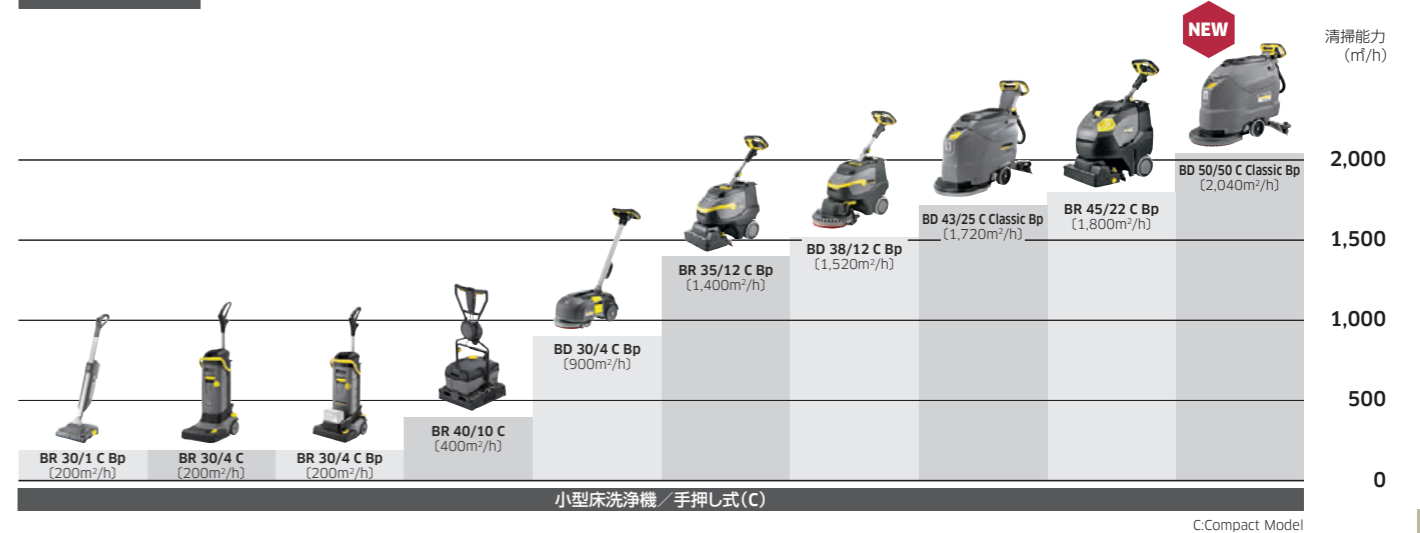 NEW
清掃能力
（㎡/h）
2,000
1,500
1,000
500
0
BR 30/1 C Bp
〔200m²/h〕
BR 30/4 C
〔200m²/h〕
BR 30/4 C Bp
〔200m²/h〕
BR 40/10 C
〔400m²/h〕
BD 30/4 C Bp
〔900m²/h〕
BR 35/12 C Bp
〔1,400m²/h〕
BD 38/12 C Bp
〔1,520m²/h〕
BD 43/25 C Classic Bp
〔1,720m²/h〕
BR 45/22 C Bp
〔1,800m²/h〕
BD 50/50 C Classic Bp
〔2,040m²/h〕
小型床洗浄機／手押し式（C）
C:Compact Model